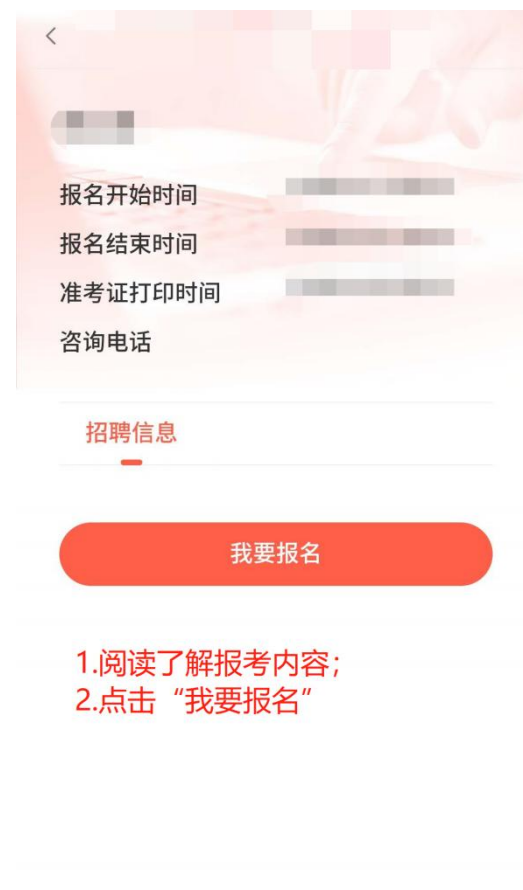 报名开始时间
报名结束时间
准考证打印时间
咨询电话
招聘信息
我要报名
1.阅读了解报考内容；
2.点击“我要报名”